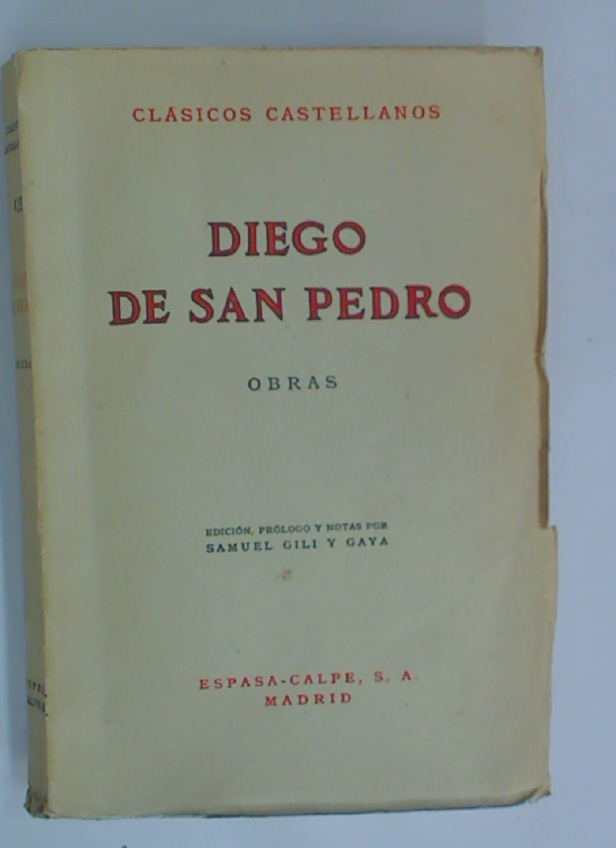 CLÁSICOS CASTELLANOS
DIEGO
DE SAN PEDRO
OBRAS
EDICIÓN, PRÓLOGO Y NOTAS POR
SAMUEL GILI Y GAYA
ESPASA-CALPE, S. A.
MADRID